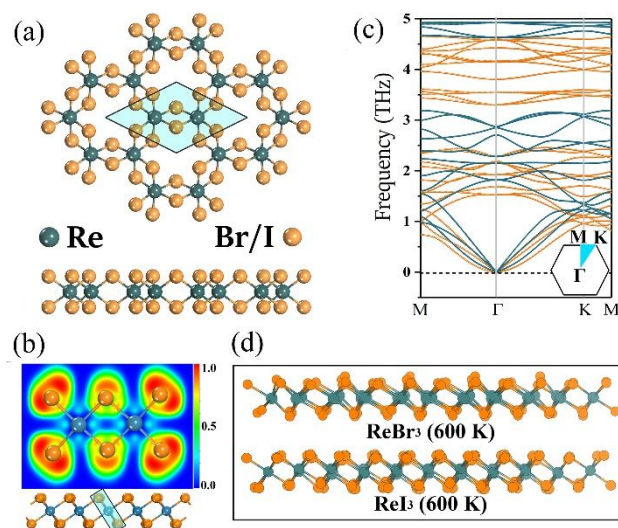 (a)
Re
Br/I
(b)
1.0
0.5
0.0
(c)
Frequency (THz)
5
4
3
2
1
0
M K
Γ
M Γ K M
(d)
ReBr₃ (600 K)
ReI₃ (600 K)